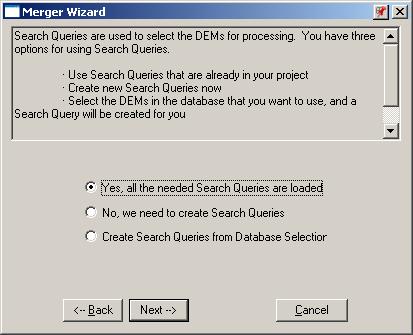 Merger Wizard
Search Queries are used to select the DEMs for processing.  You have three
options for using Search Queries.
· Use Search Queries that are already in your project
· Create new Search Queries now
· Select the DEMs in the database that you want to use, and a
Search Query will be created for you
Yes, all the needed Search Queries are loaded
No, we need to create Search Queries
Create Search Queries from Database Selection
<-- Back
Next -->
Cancel